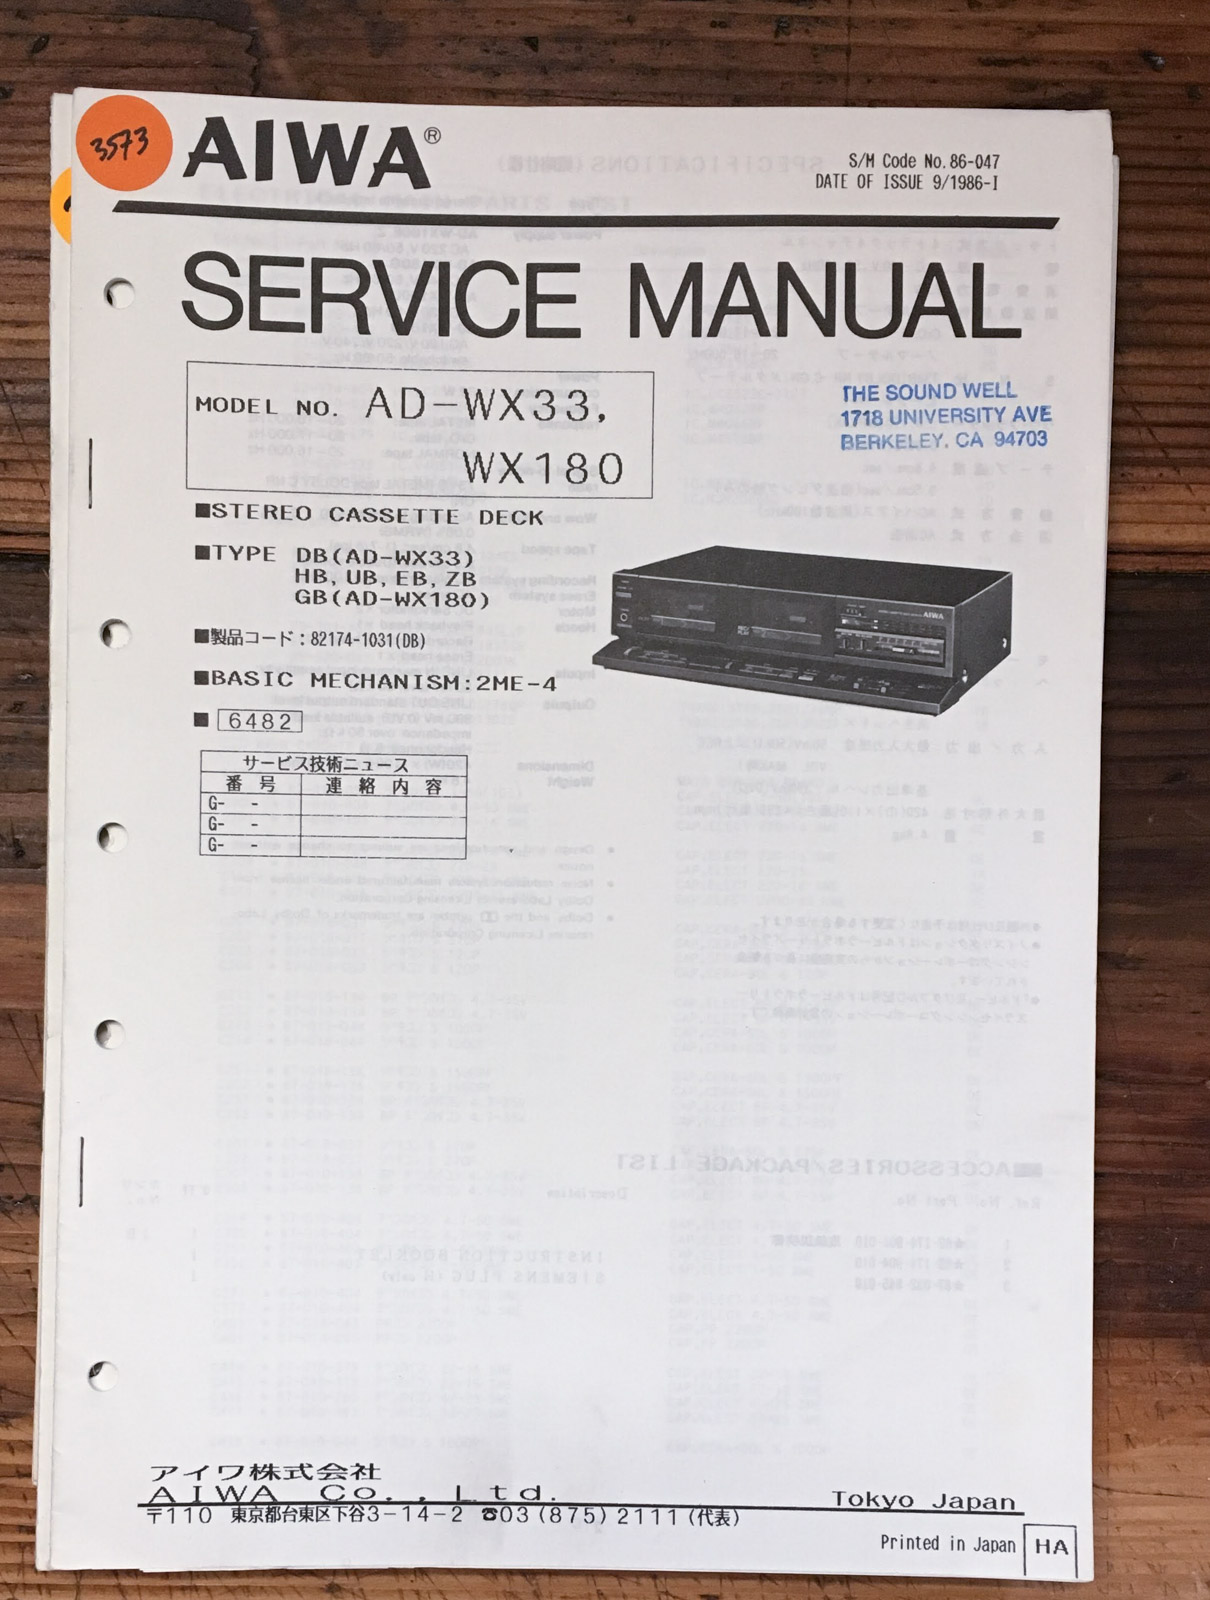 3573
AIWA®
S/M Code No. 86-047
DATE OF ISSUE 9/1986-I
SERVICE MANUAL
MODEL NO. AD-WX33,
WX180
THE SOUND WELL
1718 UNIVERSITY AVE
BERKELEY, CA 94703
■STEREO CASSETTE DECK
■TYPE DB(AD-WX33)
HB, UB, EB, ZB
GB(AD-WX180)
■製品コード：82174-1031(DB)
■BASIC MECHANISM:2ME-4
■ 6482
AIWA
サービス技術ニュース
番 号 連 絡 内 容
G- -
G- -
G- -
アイワ株式会社
AIWA Co., Ltd.
Tokyo Japan
〒110 東京都台東区下谷3-14-2 ☎03(875)2111(代表)
Printed in Japan HA